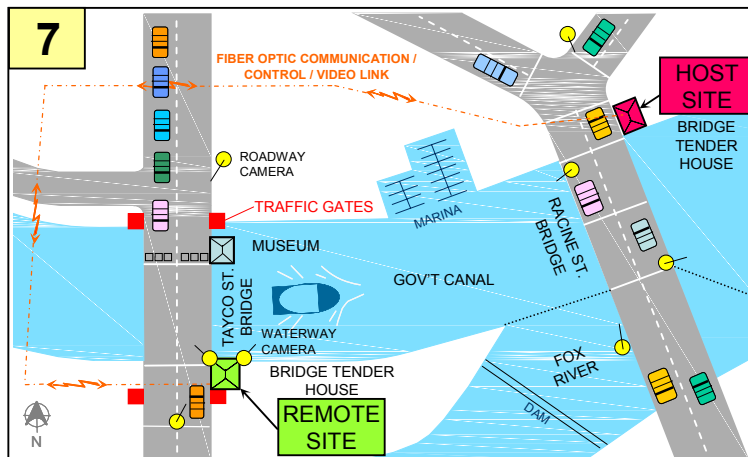 7
FIBER OPTIC COMMUNICATION /
CONTROL / VIDEO LINK
HOST
SITE
BRIDGE
TENDER
HOUSE
ROADWAY
CAMERA
TRAFFIC GATES
MARINA
RACINE ST.
BRIDGE
MUSEUM
TAYCO ST.
BRIDGE
GOV'T CANAL
WATERWAY
CAMERA
BRIDGE TENDER
HOUSE
FOX
RIVER
REMOTE
SITE
DAM
N